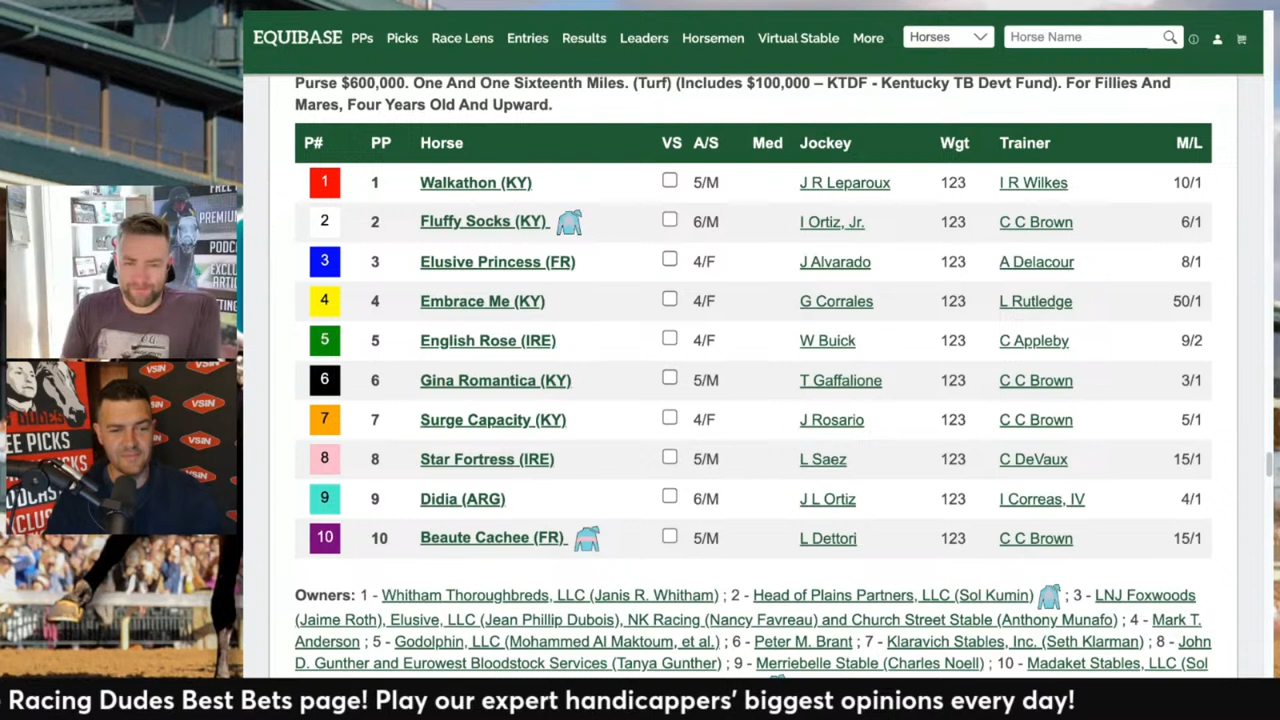 EQUIBASE PPs Picks Race Lens Entries Results Leaders Horsemen Virtual Stable More Horses Horse Name
Purse $600,000. One And One Sixteenth Miles. (Turf) (Includes $100,000 – KTDF - Kentucky TB Devt Fund). For Fillies And
Mares, Four Years Old And Upward.
P# PP Horse VS A/S Med Jockey Wgt Trainer M/L
1 1 Walkathon (KY) 5/M J R Leparoux 123 I R Wilkes 10/1
2 2 Fluffy Socks (KY) 6/M I Ortiz, Jr. 123 C C Brown 6/1
3 3 Elusive Princess (FR) 4/F J Alvarado 123 A Delacour 8/1
4 4 Embrace Me (KY) 4/F G Corrales 123 L Rutledge 50/1
5 5 English Rose (IRE) 4/F W Buick 123 C Appleby 9/2
6 6 Gina Romantica (KY) 5/M T Gaffalione 123 C C Brown 3/1
7 7 Surge Capacity (KY) 4/F J Rosario 123 C C Brown 5/1
8 8 Star Fortress (IRE) 5/M L Saez 123 C DeVaux 15/1
9 9 Didia (ARG) 6/M J L Ortiz 123 I Correas, IV 4/1
10 10 Beaute Cachee (FR) 5/M L Dettori 123 C C Brown 15/1
Owners: 1 - Whitham Thoroughbreds, LLC (Janis R. Whitham) ; 2 - Head of Plains Partners, LLC (Sol Kumin) ; 3 - LNJ Foxwoods
(Jaime Roth), Elusive, LLC (Jean Phillip Dubois), NK Racing (Nancy Favreau) and Church Street Stable (Anthony Munafo) ; 4 - Mark T.
Anderson ; 5 - Godolphin, LLC (Mohammed Al Maktoum, et al.) ; 6 - Peter M. Brant ; 7 - Klaravich Stables, Inc. (Seth Klarman) ; 8 - John
D. Gunther and Eurowest Bloodstock Services (Tanya Gunther) ; 9 - Merriebelle Stable (Charles Noell) ; 10 - Madaket Stables, LLC (Sol
PREMIUM
PODC
EXCLU
ARTIC
VSiN
VSiN
VSiN
VSiN
DUDES
EE PICKS
Racing Dudes Best Bets page! Play our expert handicappers' biggest opinions every day!